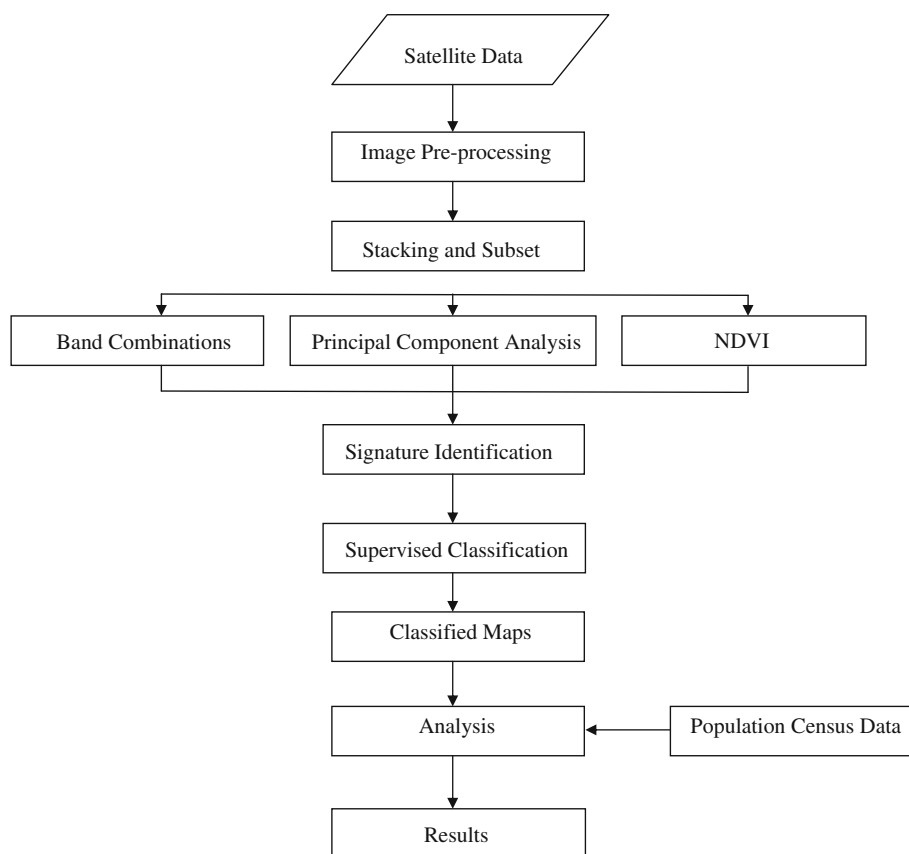 Satellite Data
Image Pre-processing
Stacking and Subset
Band Combinations
Principal Component Analysis
NDVI
Signature Identification
Supervised Classification
Classified Maps
Analysis
Population Census Data
Results